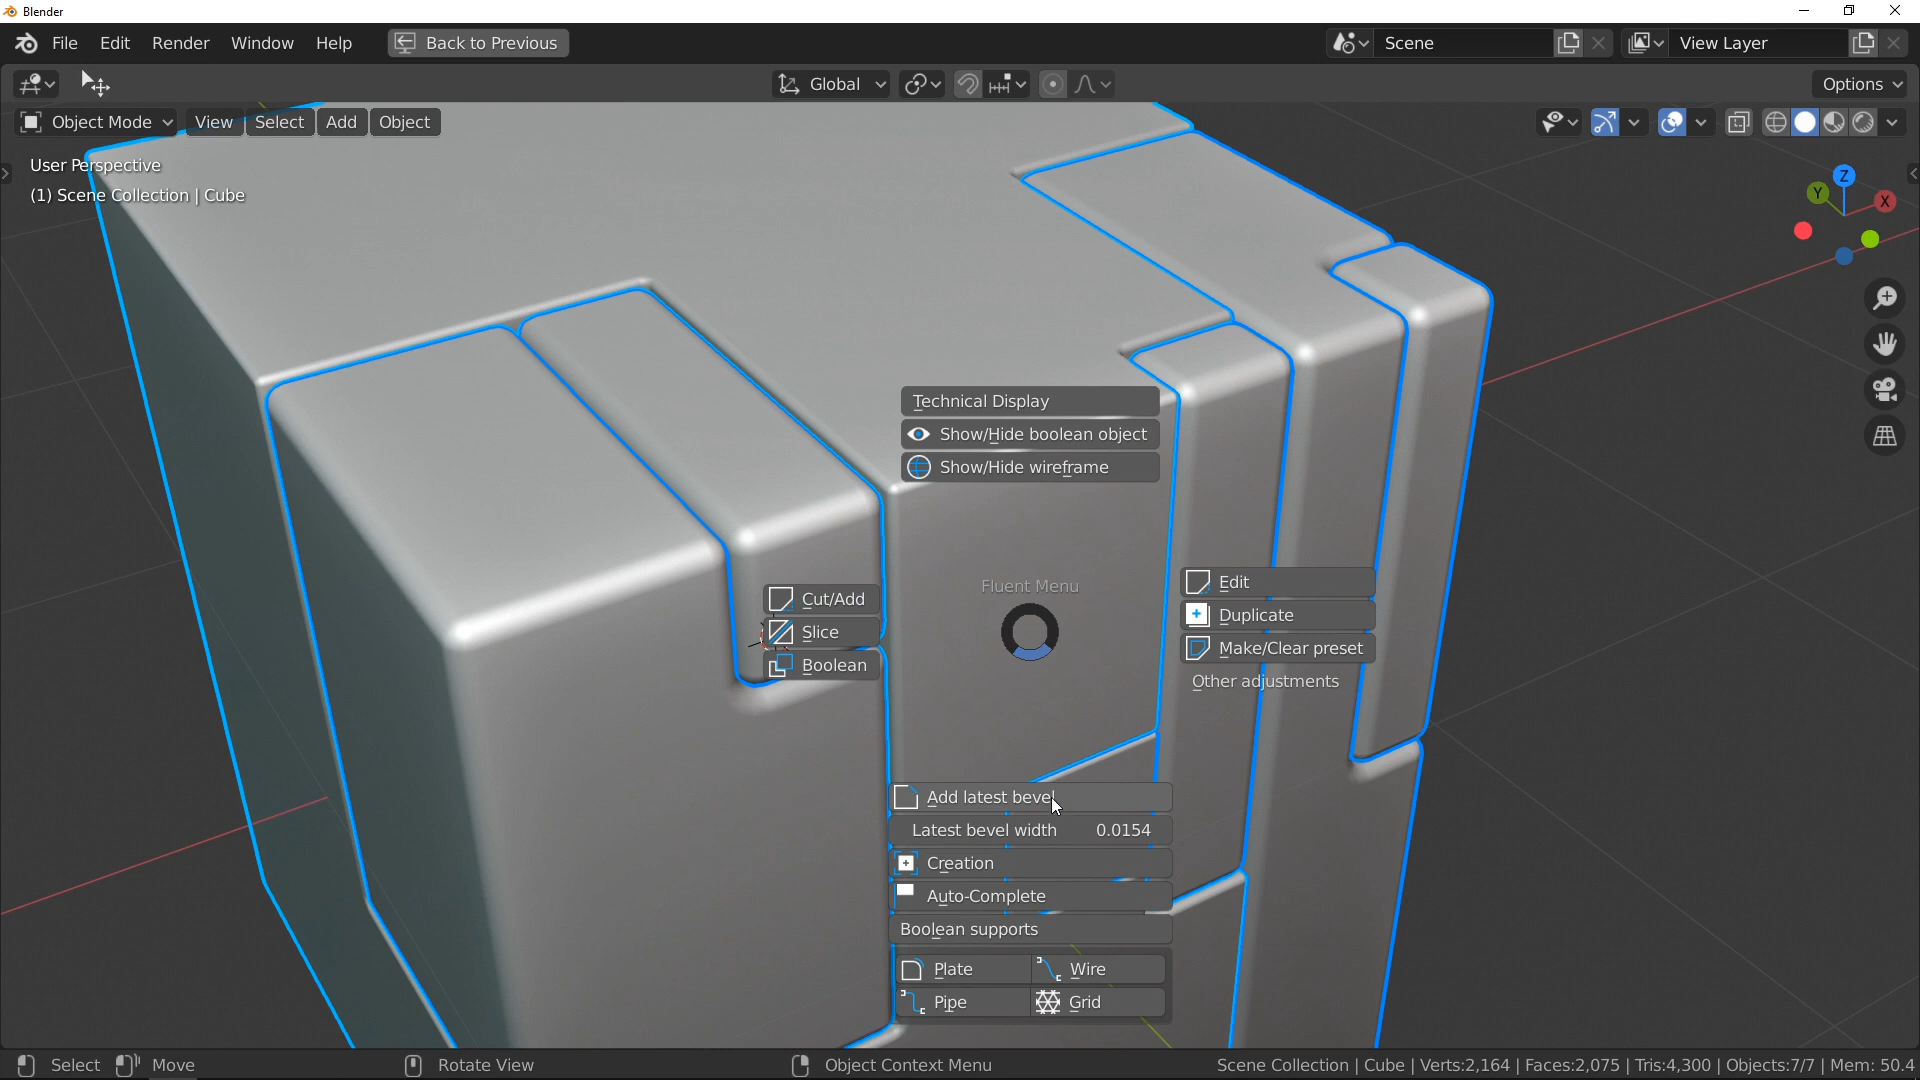 Blender
File Edit Render Window Help Back to Previous Scene View Layer
Global Options
Object Mode View Select Add Object
User Perspective
(1) Scene Collection | Cube
Z
Y
X
Technical Display
Show/Hide boolean object
Show/Hide wireframe
Fluent Menu
Cut/Add
Slice
Boolean
Edit
Duplicate
Make/Clear preset
Other adjustments
Add latest bevel
Latest bevel width 0.0154
Creation
Auto-Complete
Boolean supports
Plate Wire
Pipe Grid
Select Move Rotate View Object Context Menu Scene Collection | Cube | Verts:2,164 | Faces:2,075 | Tris:4,300 | Objects:7/7 | Mem: 50.4